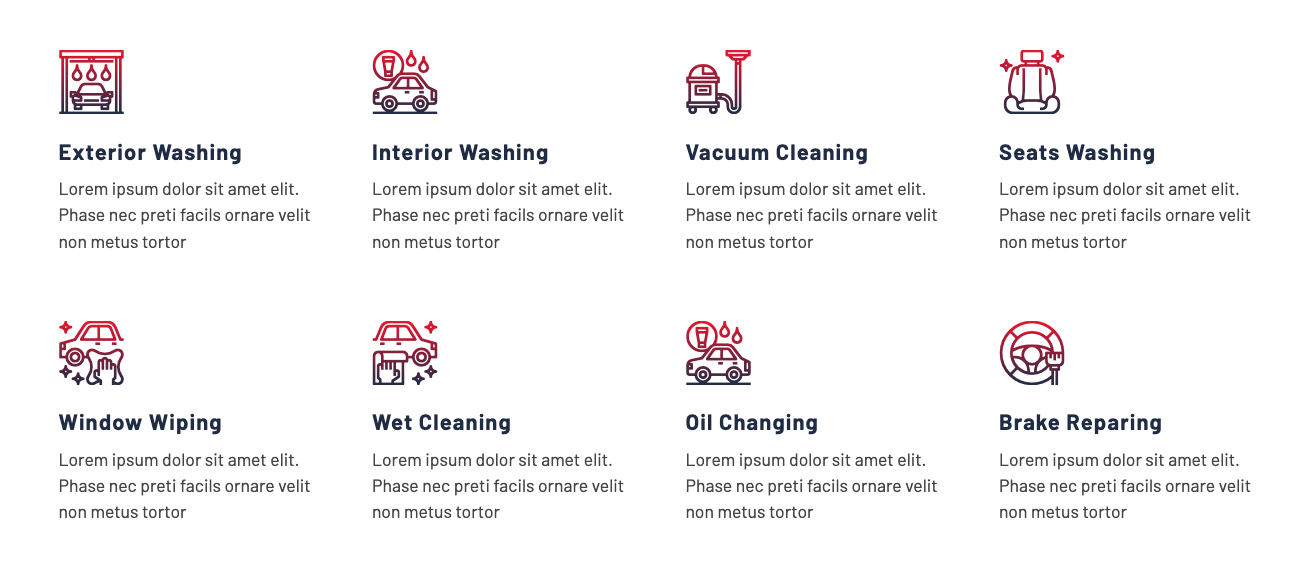 Exterior Washing
Lorem ipsum dolor sit amet elit.
Phase nec preti facils ornare velit
non metus tortor
Interior Washing
Lorem ipsum dolor sit amet elit.
Phase nec preti facils ornare velit
non metus tortor
Vacuum Cleaning
Lorem ipsum dolor sit amet elit.
Phase nec preti facils ornare velit
non metus tortor
Seats Washing
Lorem ipsum dolor sit amet elit.
Phase nec preti facils ornare velit
non metus tortor
Window Wiping
Lorem ipsum dolor sit amet elit.
Phase nec preti facils ornare velit
non metus tortor
Wet Cleaning
Lorem ipsum dolor sit amet elit.
Phase nec preti facils ornare velit
non metus tortor
Oil Changing
Lorem ipsum dolor sit amet elit.
Phase nec preti facils ornare velit
non metus tortor
Brake Reparing
Lorem ipsum dolor sit amet elit.
Phase nec preti facils ornare velit
non metus tortor